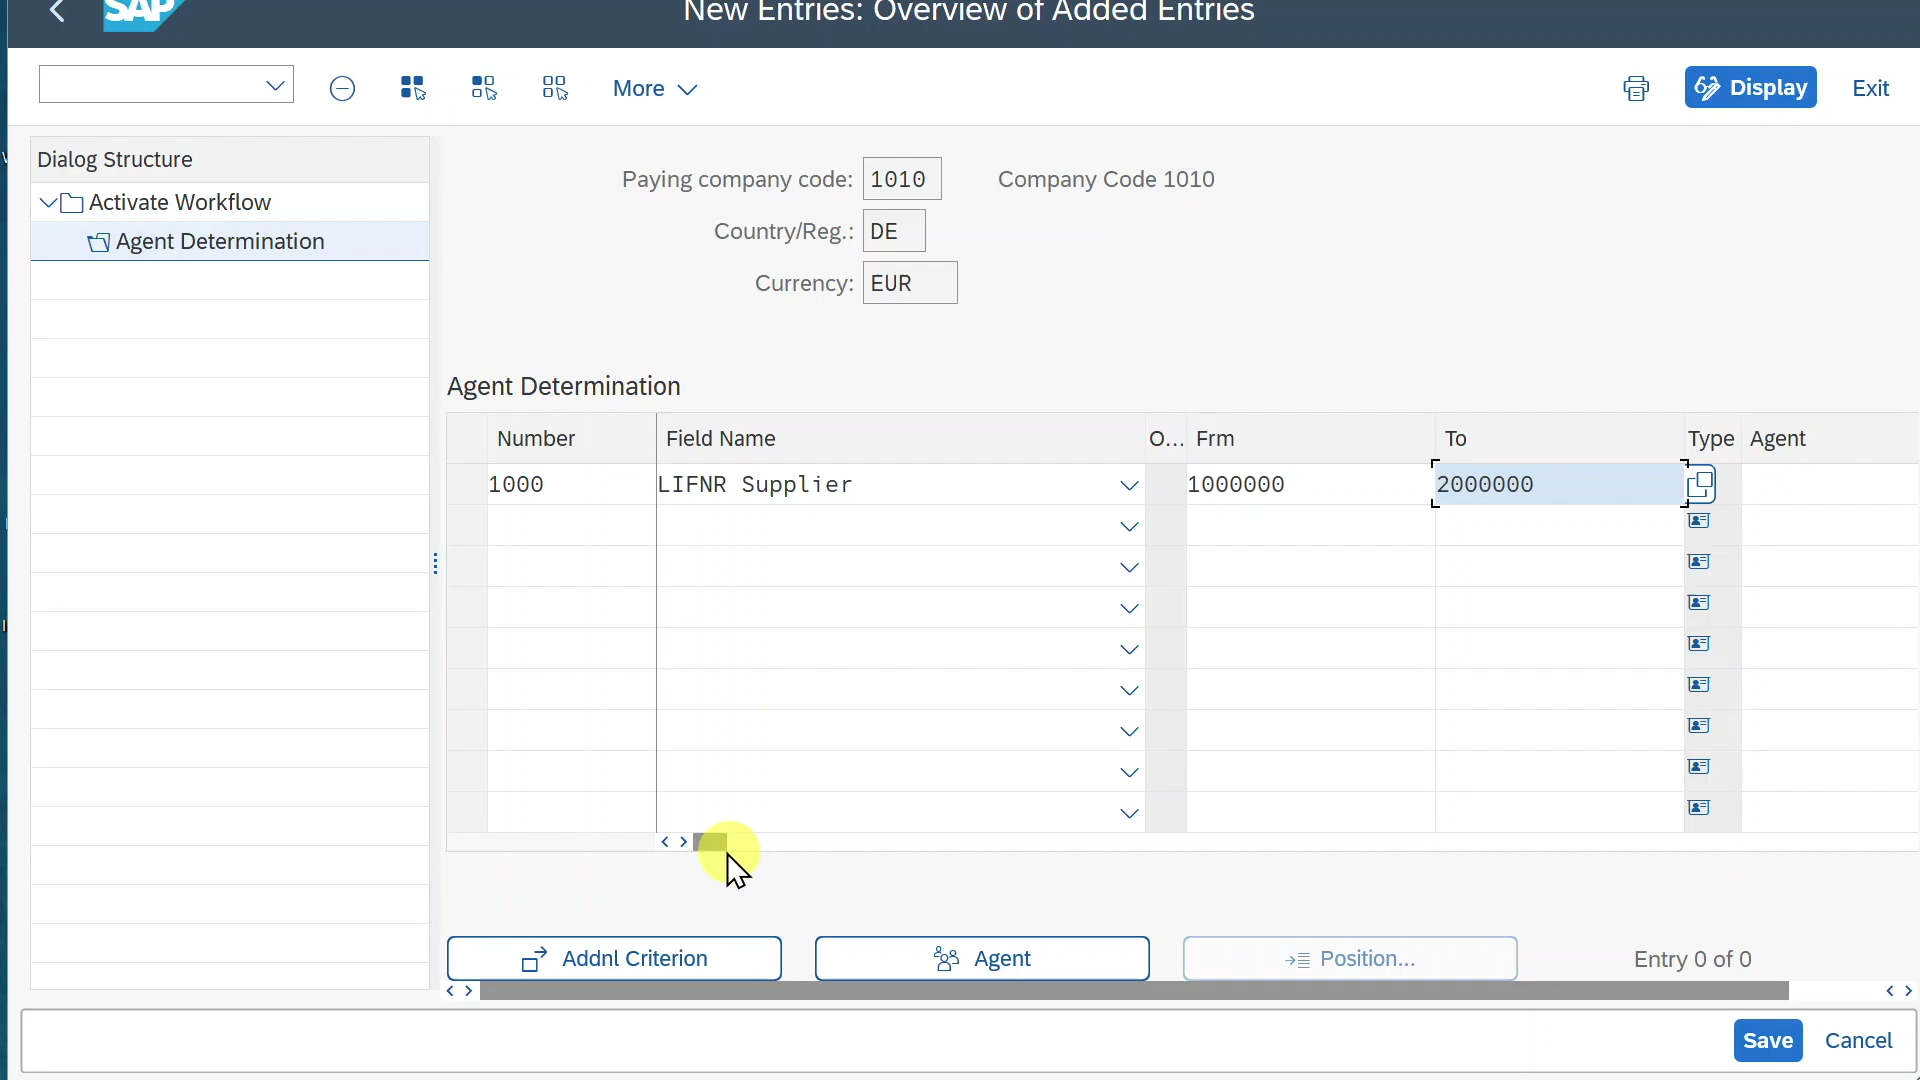 SAP
New Entries: Overview of Added Entries
More
Display
Exit
Dialog Structure
Activate Workflow
Agent Determination
Paying company code: 1010 Company Code 1010
Country/Reg.: DE
Currency: EUR
Agent Determination
Number Field Name O... Frm To Type Agent
1000 LIFNR Supplier 1000000 2000000
Addnl Criterion
Agent
Position...
Entry 0 of 0
Save
Cancel